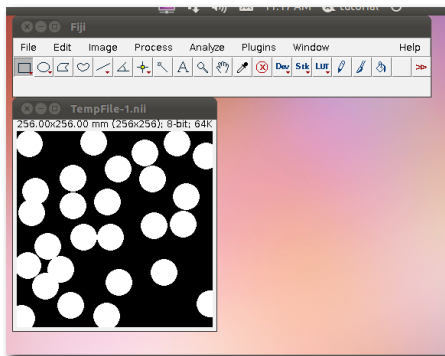 11:17 AM tutorial
Fiji
File Edit Image Process Analyze Plugins Window Help
A Dev Stk LUT >>
TempFile-1.nii
256.00x256.00 mm (256x256); 8-bit; 64K